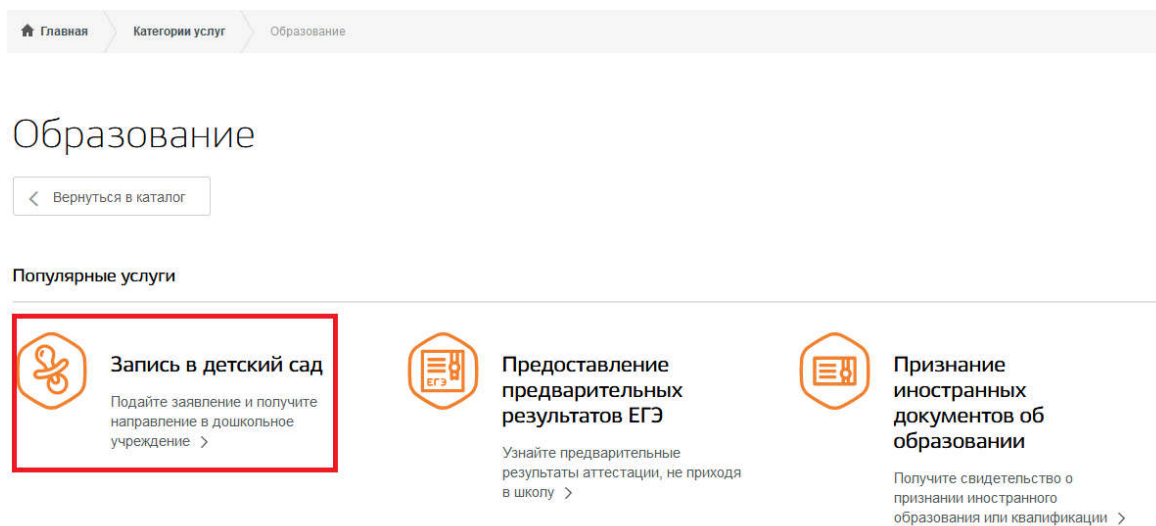 Главная Категории услуг Образование
Образование
Вернуться в каталог
Популярные услуги
Запись в детский сад
Подайте заявление и получите
направление в дошкольное
учреждение >
ЕГЭ
Предоставление
предварительных
результатов ЕГЭ
Узнайте предварительные
результаты аттестации, не приходя
в школу >
Признание
иностранных
документов об
образовании
Получите свидетельство о
признании иностранного
образования или квалификации >